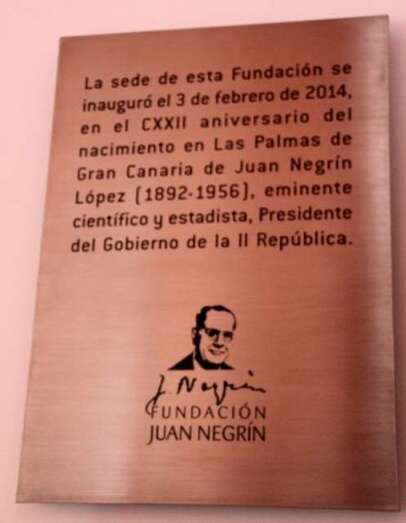 La sede de esta Fundación se
inauguró el 3 de febrero de 2014,
en el CXXII aniversario del
nacimiento en Las Palmas de
Gran Canaria de Juan Negrín
López (1892-1956), eminente
científico y estadista, Presidente
del Gobierno de la II República.
J. Negrín
FUNDACIÓN
JUAN NEGRÍN